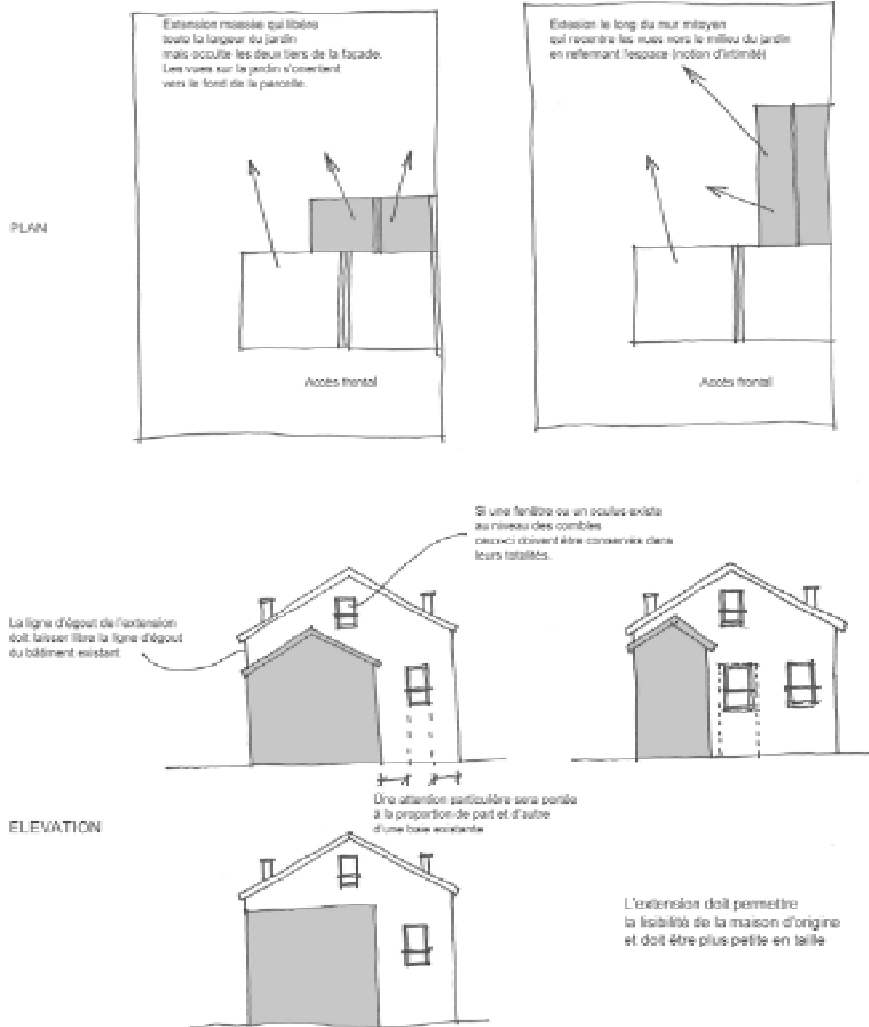 Extension massée qui libère
toute la largeur du jardin
mais occulte les deux tiers de la façade.
Les vues sur la jardin s'orientent
vers le fond de la parcelle.
Extesion le long du mur mitoyen
qui recentre les vues vers le milieu du jardin
en refermant l'espace (notion d'intimité)
PLAN
Accès frontal
Accès frontal
Si une fenêtre ou un oculus existe
au niveau des combles
ceux-ci doivent être conservés dans
leurs totalités.
La ligne d'égout de l'extension
doit laisser libre la ligne d'égout
du bâtiment existant
Une attention particulière sera portée
à la proportion de part et d'autre
d'une baie existante
ELEVATION
L'extension doit permettre
la lisibilité de la maison d'origine
et doit être plus petite en taille